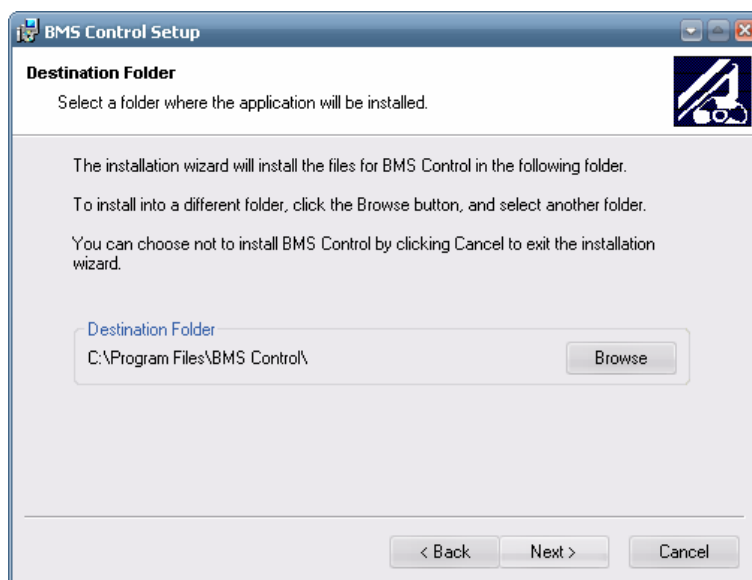 BMS Control Setup
Destination Folder
Select a folder where the application will be installed.
The installation wizard will install the files for BMS Control in the following folder.
To install into a different folder, click the Browse button, and select another folder.
You can choose not to install BMS Control by clicking Cancel to exit the installation
wizard.
Destination Folder
C:\Program Files\BMS Control\
Browse
< Back
Next >
Cancel